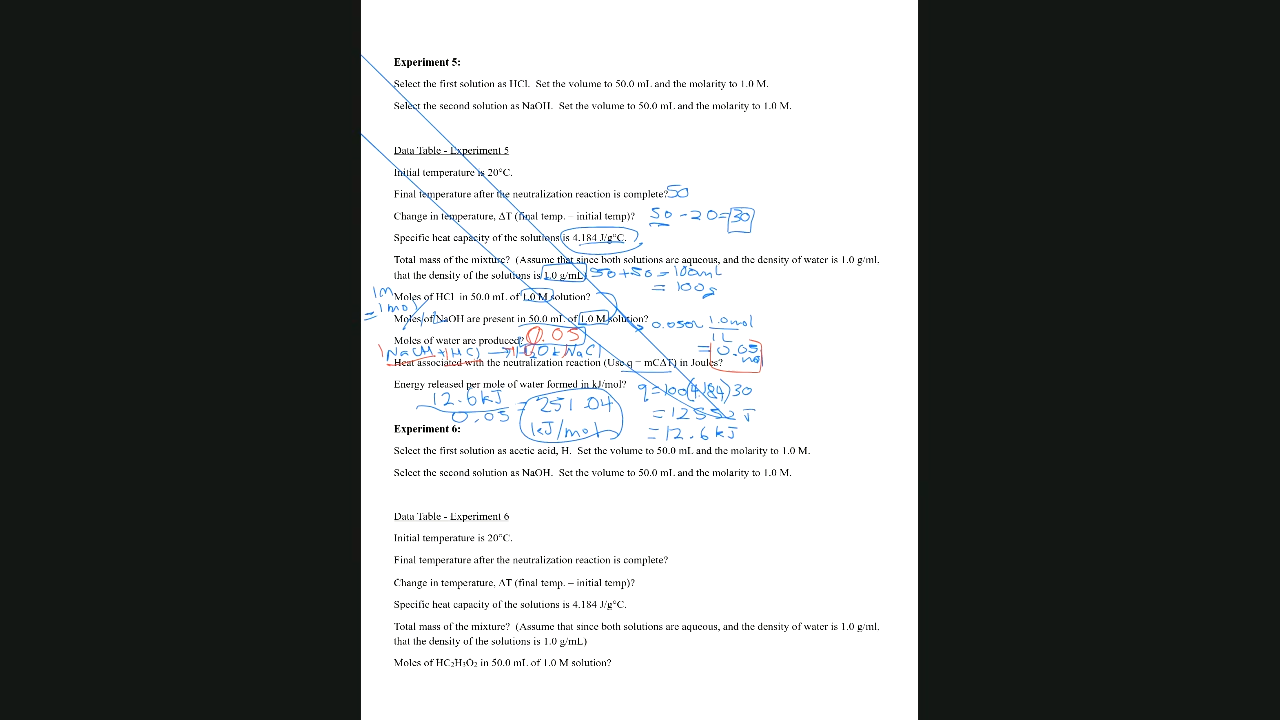 Experiment 5:
Select the first solution as HCl. Set the volume to 50.0 mL and the molarity to 1.0 M.
Select the second solution as NaOH. Set the volume to 50.0 mL and the molarity to 1.0 M.
Data Table - Experiment 5
Initial temperature is 20°C.
Final temperature after the neutralization reaction is complete? 50
Change in temperature, ΔT (final temp. – initial temp)? 50 - 20 = 30
Specific heat capacity of the solutions is 4.184 J/g°C.
Total mass of the mixture? (Assume that since both solutions are aqueous, and the density of water is 1.0 g/mL
that the density of the solutions is 1.0 g/mL) 50 + 50 = 100mL
= 100g
1M
= 1mol/
Moles of HCl in 50.0 mL of 1.0 M solution?
Moles of NaOH are present in 50.0 mL of 1.0 M solution?
0.050L 1.0mol
1L
= 0.05
mol
Moles of water are produced? 0.05
1NaOH + 1HCl → 1H2O + NaCl
Heat associated with the neutralization reaction (Use q = mCΔT) in Joules?
Energy released per mole of water formed in kJ/mol? q = 100(4.184)30
= 12552 J
= 12.6 kJ
12.6 kJ
0.05
= 251.04
kJ/mol
Experiment 6:
Select the first solution as acetic acid, H. Set the volume to 50.0 mL and the molarity to 1.0 M.
Select the second solution as NaOH. Set the volume to 50.0 mL and the molarity to 1.0 M.
Data Table - Experiment 6
Initial temperature is 20°C.
Final temperature after the neutralization reaction is complete?
Change in temperature, ΔT (final temp. – initial temp)?
Specific heat capacity of the solutions is 4.184 J/g°C.
Total mass of the mixture? (Assume that since both solutions are aqueous, and the density of water is 1.0 g/mL
that the density of the solutions is 1.0 g/mL)
Moles of HC2H3O2 in 50.0 mL of 1.0 M solution?